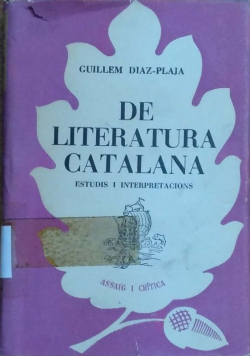 GUILLEM DIAZ-PLAJA
DE
LITERATURA
CATALANA
ESTUDIS I INTERPRETACIONS
ASSAIG I CRÍTICA